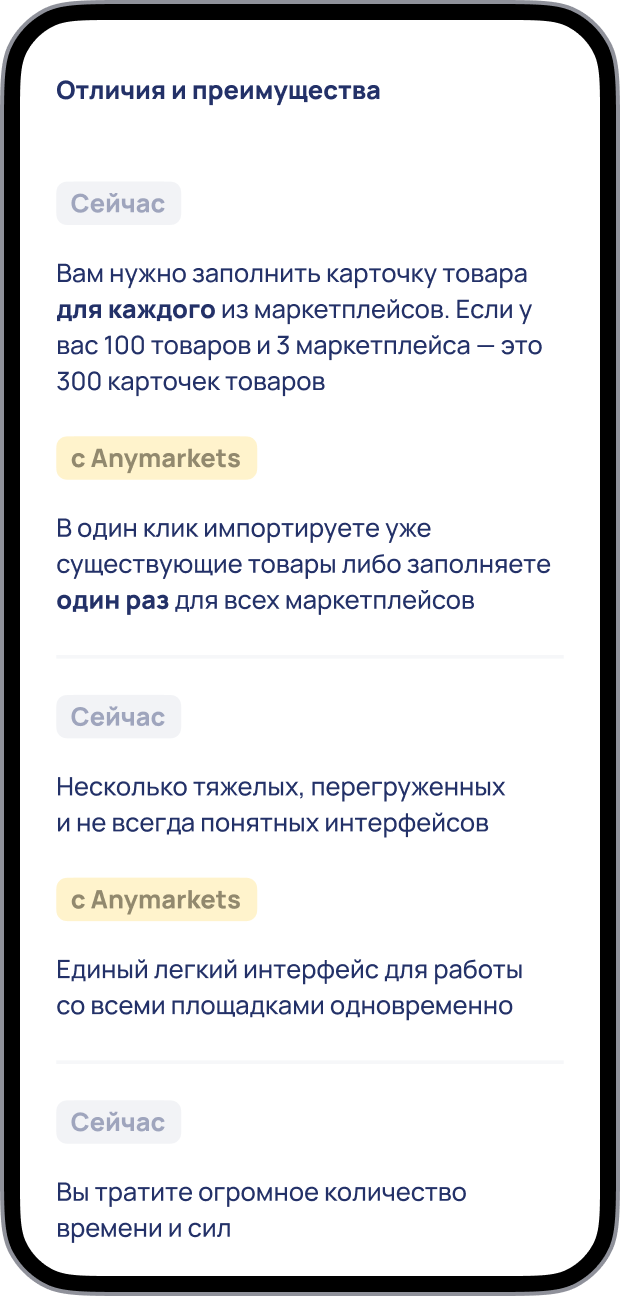 Отличия и преимущества
Сейчас
Вам нужно заполнить карточку товара
для каждого из маркетплейсов. Если у
вас 100 товаров и 3 маркетплейса — это
300 карточек товаров
с Anymarkets
В один клик импортируете уже
существующие товары либо заполняете
один раз для всех маркетплейсов
Сейчас
Несколько тяжелых, перегруженных
и не всегда понятных интерфейсов
с Anymarkets
Единый легкий интерфейс для работы
со всеми площадками одновременно
Сейчас
Вы тратите огромное количество
времени и сил